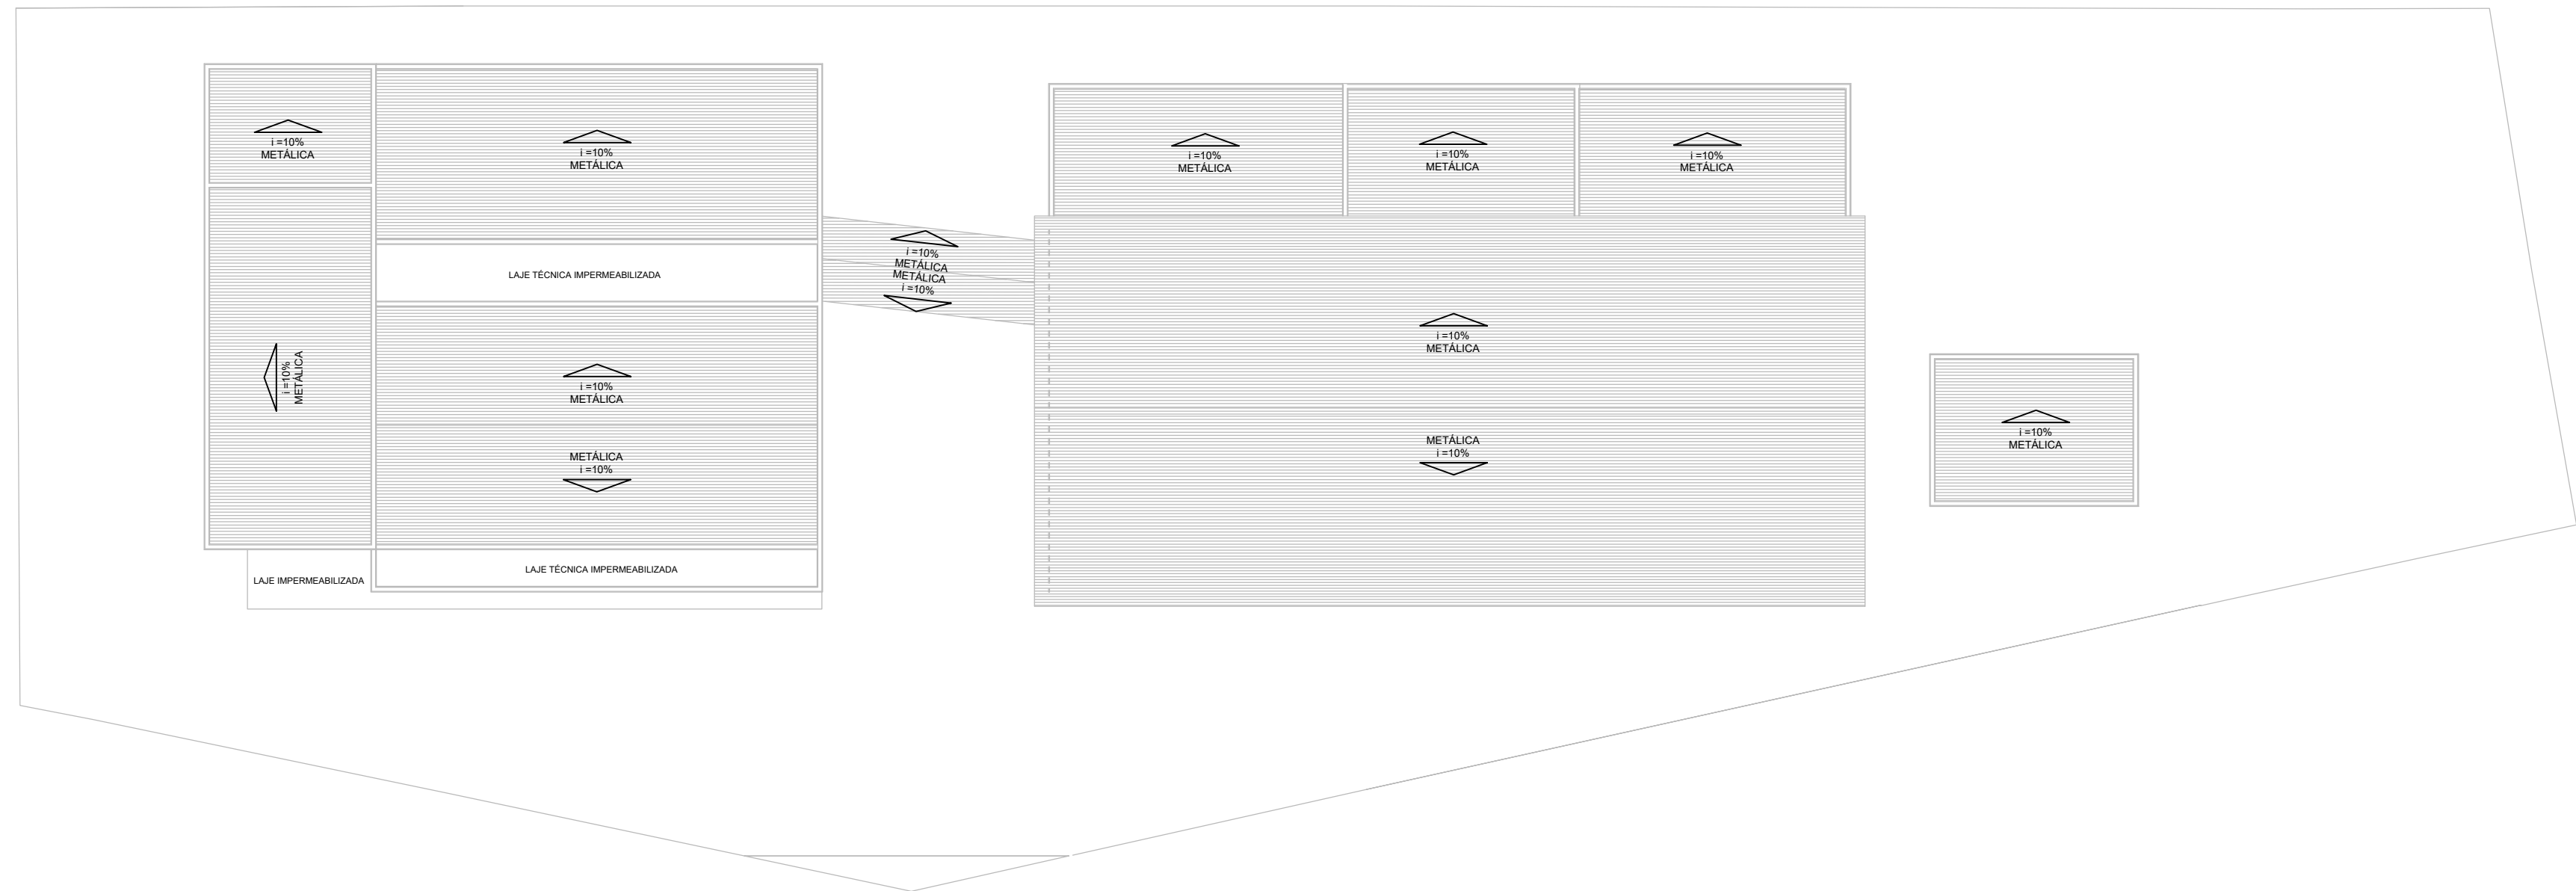 i =10%
METÁLICA
i =10%
METÁLICA
LAJE TÉCNICA IMPERMEABILIZADA
i =10%
METÁLICA
i =10%
METÁLICA
METÁLICA
i =10%
LAJE TÉCNICA IMPERMEABILIZADA
LAJE IMPERMEABILIZADA
i =10%
METÁLICA
METÁLICA
i =10%
i =10%
METÁLICA
i =10%
METÁLICA
i =10%
METÁLICA
i =10%
METÁLICA
METÁLICA
i =10%
i =10%
METÁLICA